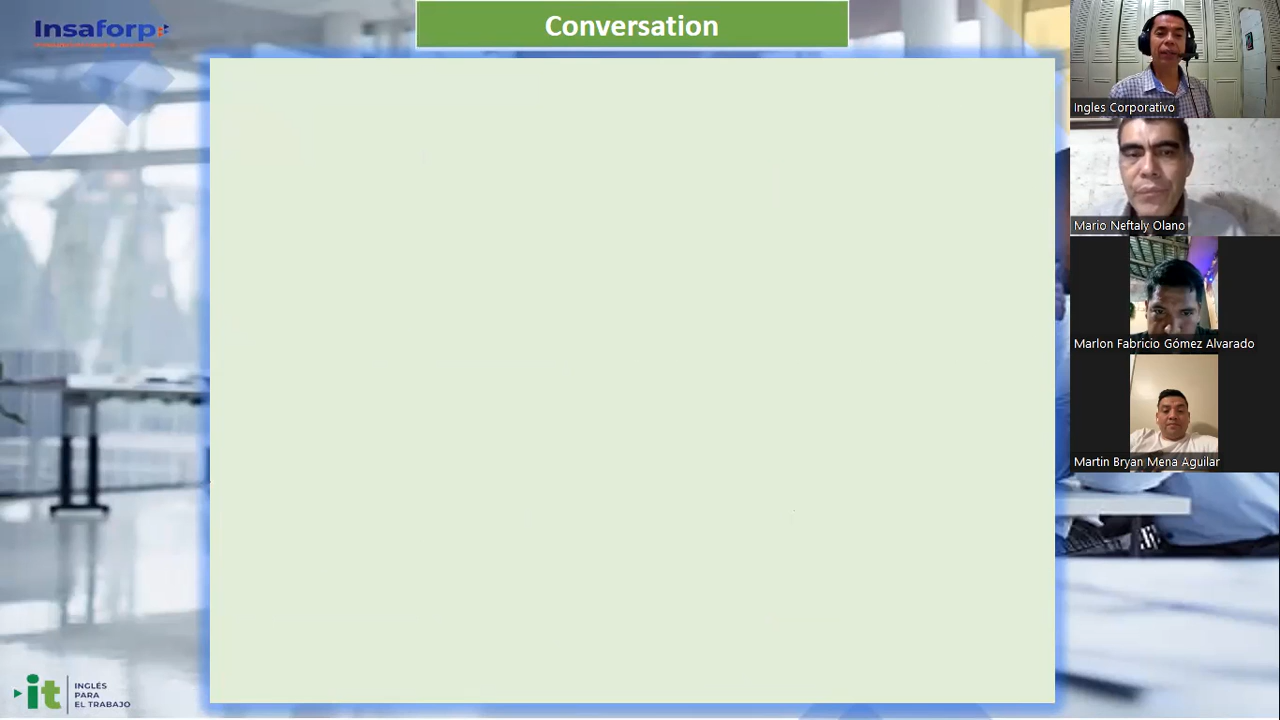 Insaforp
Conversation
Ingles Corporativo
Mario Neftaly Olano
Marlon Fabricio Gómez Alvarado
Martin Bryan Mena Aguilar
it
INGLÉS
PARA
EL TRABAJO